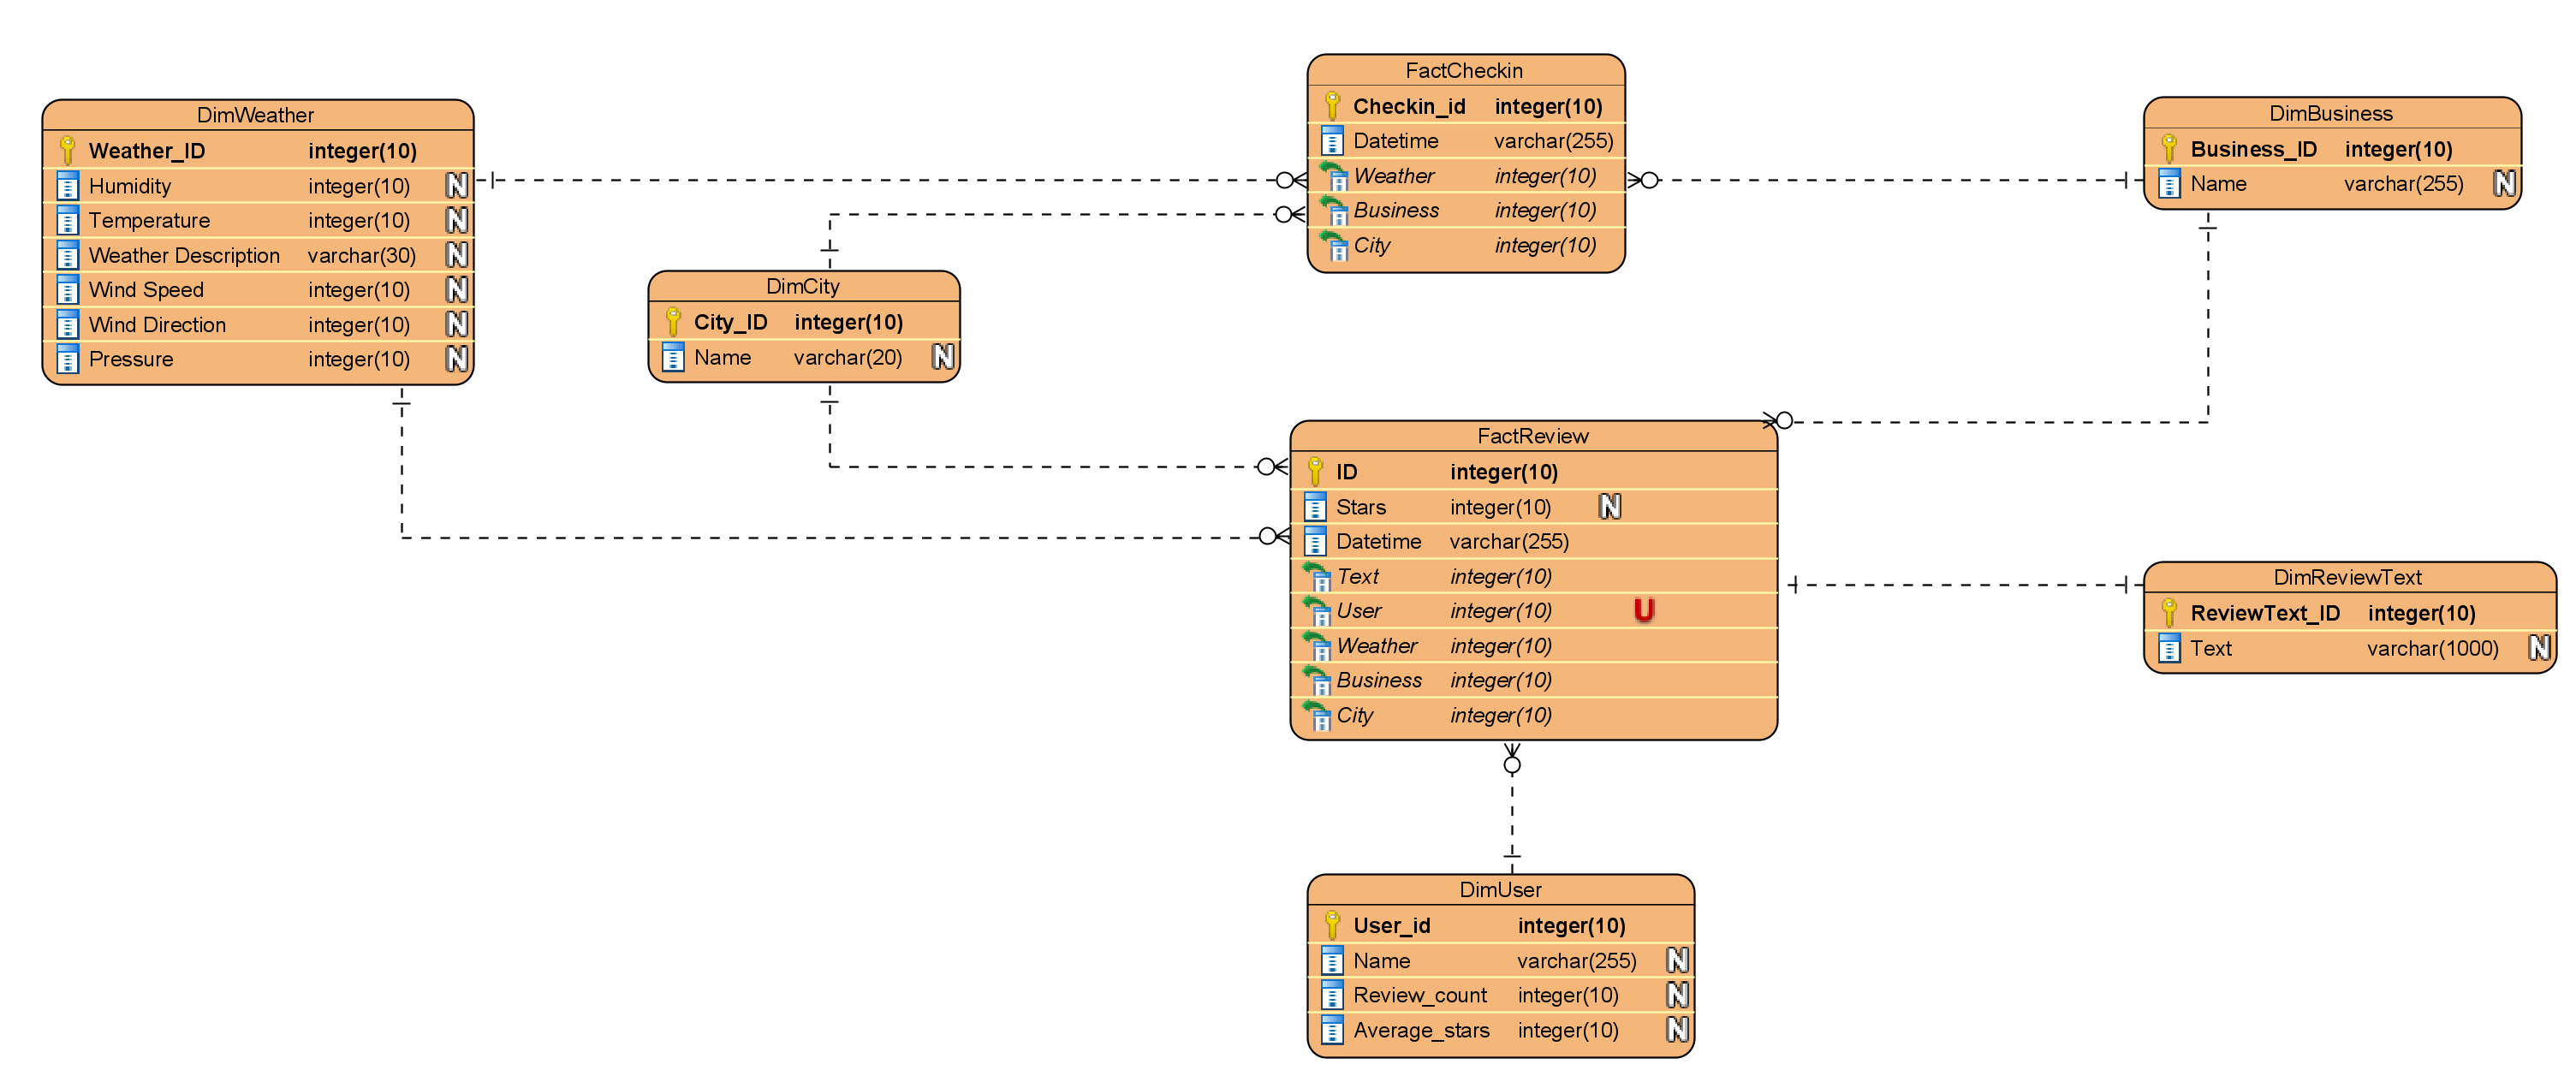 FactCheckin
Checkin_id integer(10)
Datetime varchar(255)
Weather integer(10)
Business integer(10)
City integer(10)
DimWeather
Weather_ID integer(10)
Humidity integer(10) N
Temperature integer(10) N
Weather Description varchar(30) N
Wind Speed integer(10) N
Wind Direction integer(10) N
Pressure integer(10) N
DimBusiness
Business_ID integer(10)
Name varchar(255) N
DimCity
City_ID integer(10)
Name varchar(20) N
FactReview
ID integer(10)
Stars integer(10) N
Datetime varchar(255)
Text integer(10)
User integer(10) U
Weather integer(10)
Business integer(10)
City integer(10)
DimReviewText
ReviewText_ID integer(10)
Text varchar(1000) N
DimUser
User_id integer(10)
Name varchar(255) N
Review_count integer(10) N
Average_stars integer(10) N